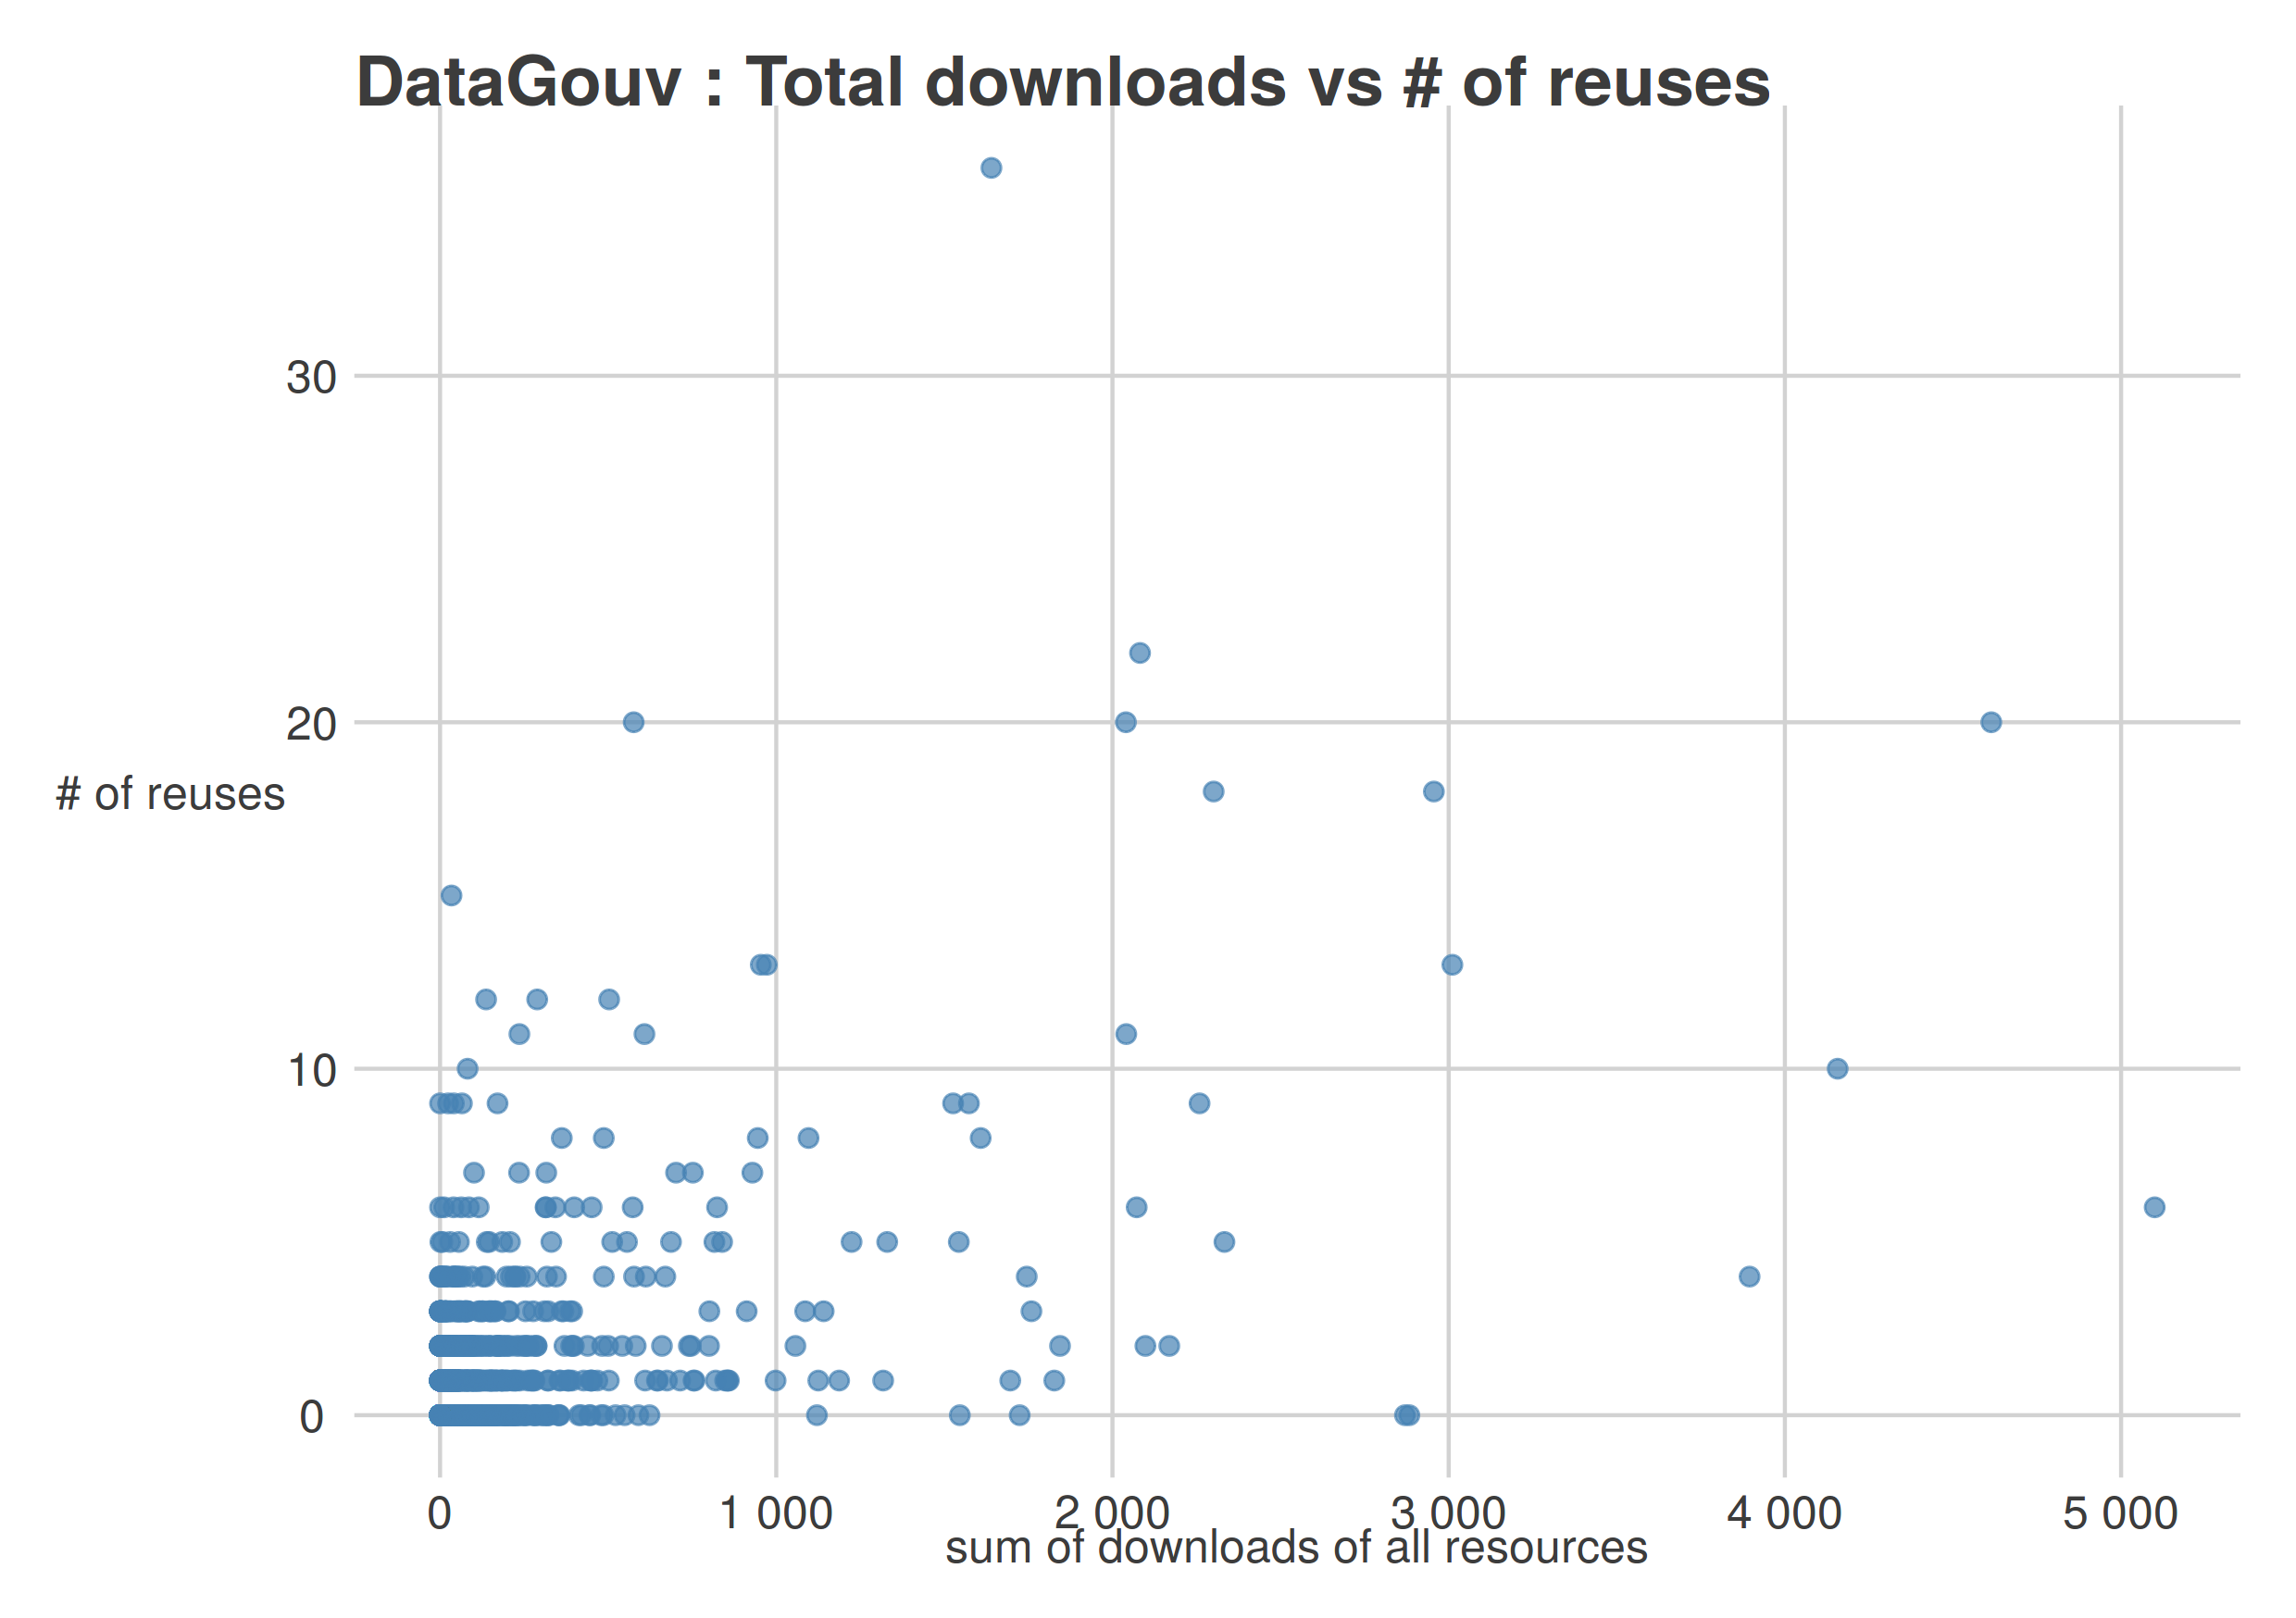 DataGouv : Total downloads vs # of reuses
30
20
# of reuses
10
0
0 1 000 2 000 3 000 4 000 5 000
sum of downloads of all resources